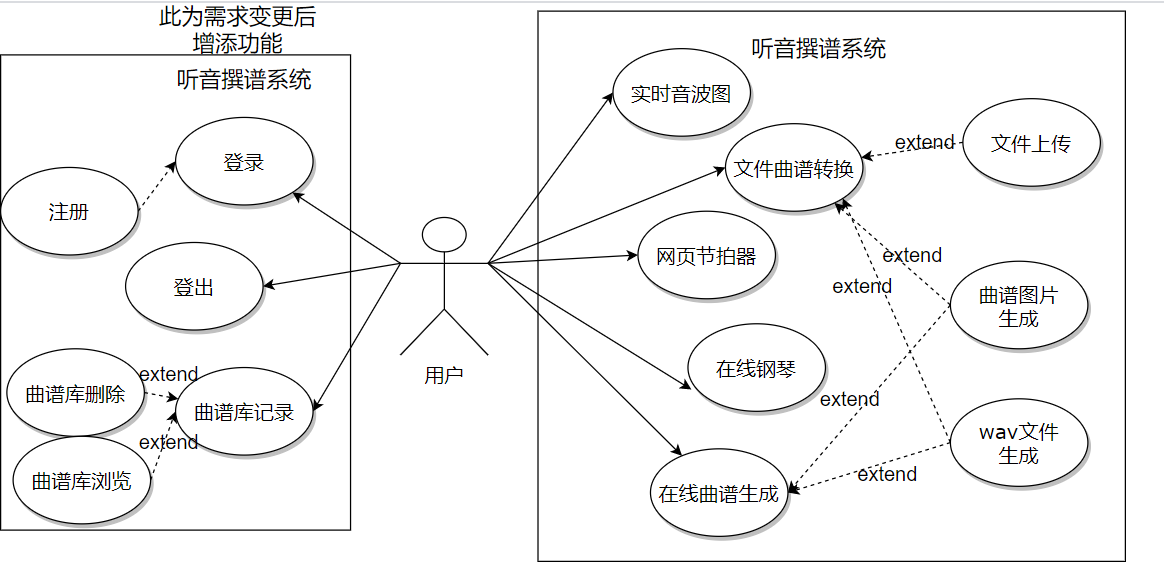 此为需求变更后
增添功能
听音撰谱系统
登录
注册
登出
曲谱库删除
extend
曲谱库记录
extend
曲谱库浏览
用户
听音撰谱系统
实时音波图
文件曲谱转换
extend
文件上传
网页节拍器
extend
extend
曲谱图片
生成
在线钢琴
extend
wav文件
生成
extend
在线曲谱生成